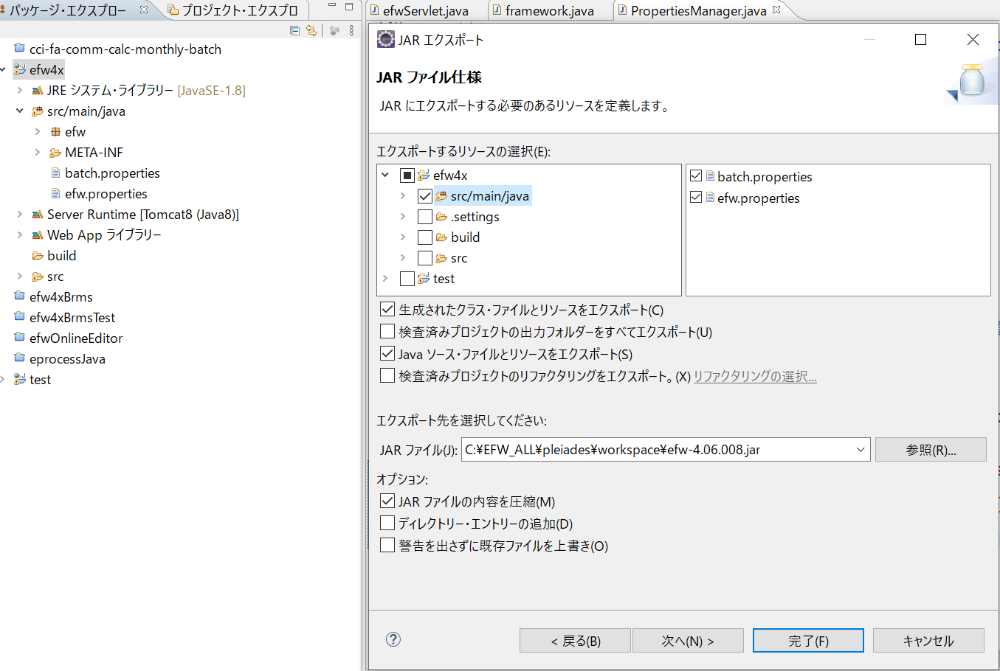 パッケージ・エクスプロー
プロジェクト・エクスプロ
cci-fa-comm-calc-monthly-batch
efw4x
JRE システム・ライブラリー [JavaSE-1.8]
src/main/java
efw
META-INF
batch.properties
efw.properties
Server Runtime [Tomcat8 (Java8)]
Web App ライブラリー
build
src
efw4xBrms
efw4xBrmsTest
efwOnlineEditor
eprocessJava
test
efwServlet.java
framework.java
PropertiesManager.java
JAR エクスポート
JAR ファイル仕様
JAR にエクスポートする必要のあるリソースを定義します。
エクスポートするリソースの選択(E):
efw4x
src/main/java
.settings
build
src
test
batch.properties
efw.properties
生成されたクラス・ファイルとリソースをエクスポート(C)
検査済みプロジェクトの出力フォルダーをすべてエクスポート(U)
Java ソース・ファイルとリソースをエクスポート(S)
検査済みプロジェクトのリファクタリングをエクスポート。(X) リファクタリングの選択...
エクスポート先を選択してください:
JAR ファイル(J): C:¥EFW_ALL¥pleiades¥workspace¥efw-4.06.008.jar 参照(R)...
オプション:
JAR ファイルの内容を圧縮(M)
ディレクトリー・エントリーの追加(D)
警告を出さずに既存ファイルを上書き(O)
< 戻る(B) 次へ(N) > 完了(F) キャンセル